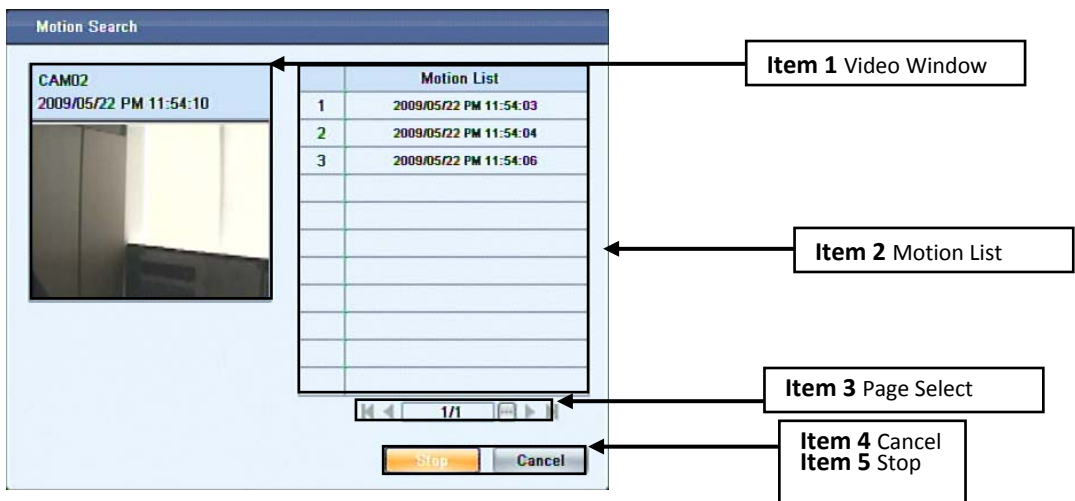 Motion Search
CAM02
2009/05/22 PM 11:54:10
Motion List
1 2009/05/22 PM 11:54:03
2 2009/05/22 PM 11:54:04
3 2009/05/22 PM 11:54:06
1/1
Stop Cancel
Item 1 Video Window
Item 2 Motion List
Item 3 Page Select
Item 4 Cancel
Item 5 Stop